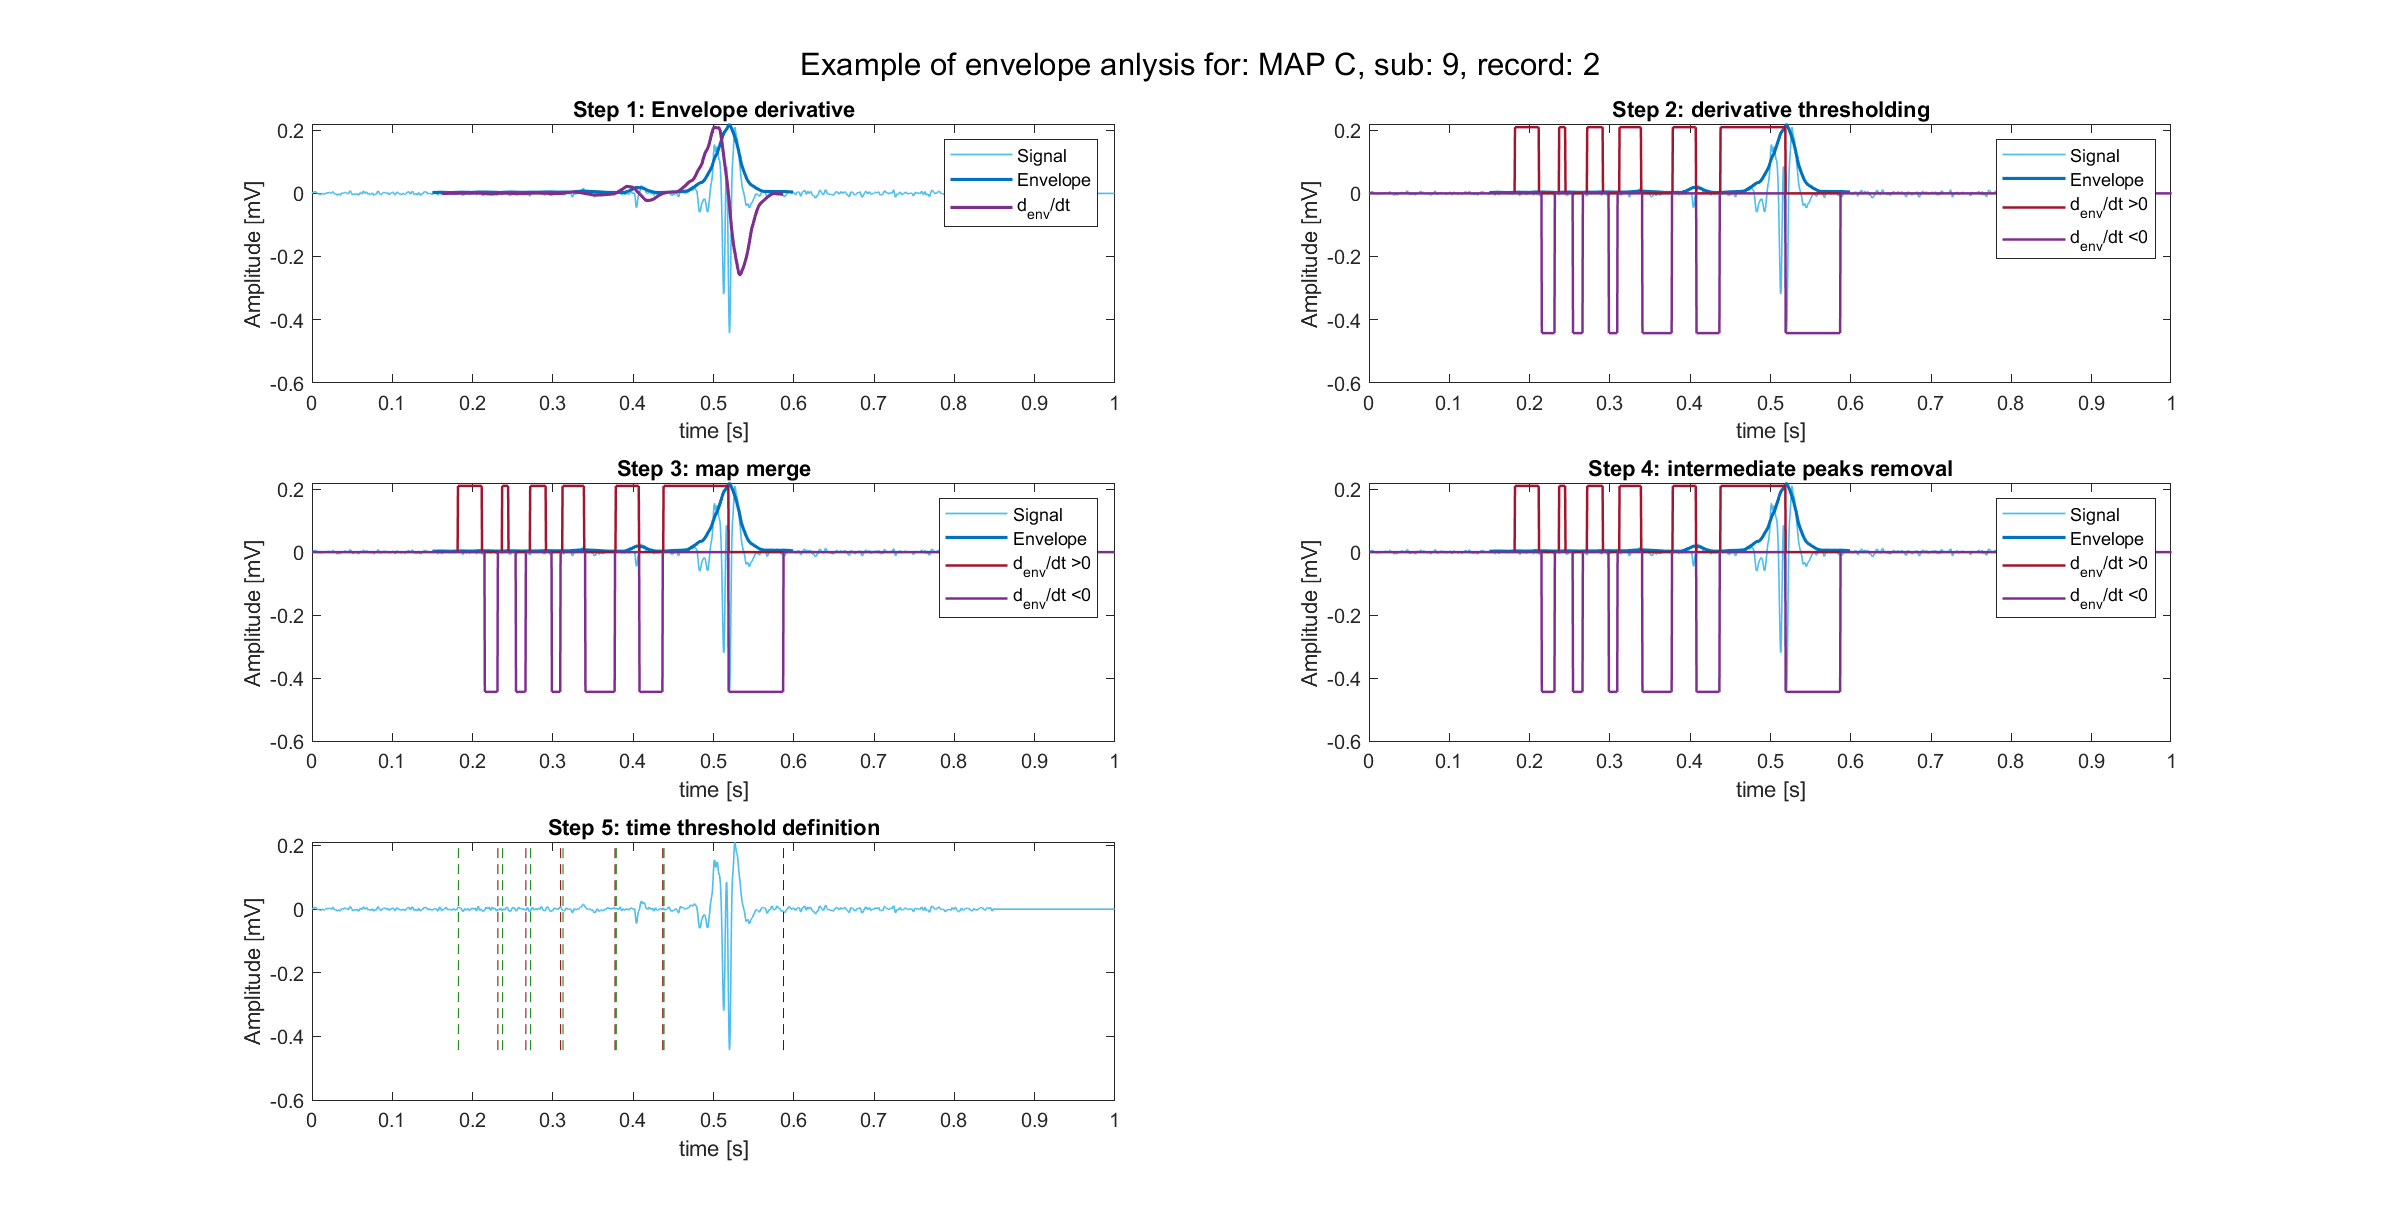 Example of envelope anlysis for: MAP C, sub: 9, record: 2
Step 1: Envelope derivative
0.2
0
-0.2
-0.4
-0.6
Amplitude [mV]
0 0.1 0.2 0.3 0.4 0.5 0.6 0.7 0.8 0.9 1
time [s]
Signal
Envelope
d_env/dt
Step 2: derivative thresholding
0.2
0
-0.2
-0.4
-0.6
Amplitude [mV]
0 0.1 0.2 0.3 0.4 0.5 0.6 0.7 0.8 0.9 1
time [s]
Signal
Envelope
d_env/dt >0
d_env/dt <0
Step 3: map merge
0.2
0
-0.2
-0.4
-0.6
Amplitude [mV]
0 0.1 0.2 0.3 0.4 0.5 0.6 0.7 0.8 0.9 1
time [s]
Signal
Envelope
d_env/dt >0
d_env/dt <0
Step 4: intermediate peaks removal
0.2
0
-0.2
-0.4
-0.6
Amplitude [mV]
0 0.1 0.2 0.3 0.4 0.5 0.6 0.7 0.8 0.9 1
time [s]
Signal
Envelope
d_env/dt >0
d_env/dt <0
Step 5: time threshold definition
0.2
0
-0.2
-0.4
-0.6
Amplitude [mV]
0 0.1 0.2 0.3 0.4 0.5 0.6 0.7 0.8 0.9 1
time [s]